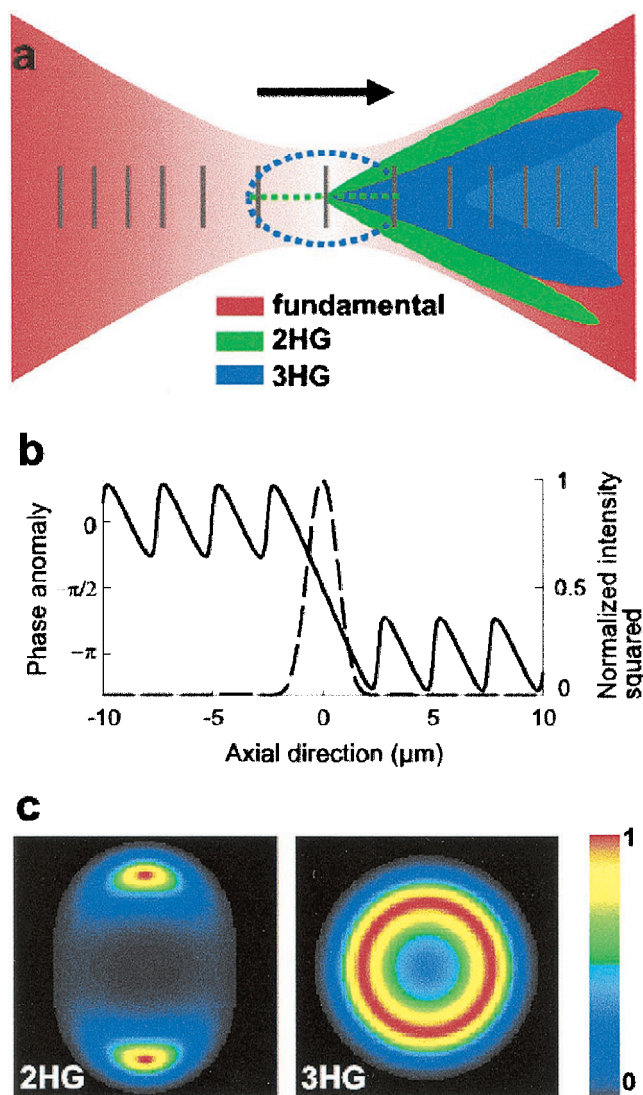 a
fundamental
2HG
3HG
b
Phase anomaly
0
−π/2
−π
1
0.5
0
Normalized intensity
squared
-10
-5
0
5
10
Axial direction (µm)
c
2HG
3HG
1
0